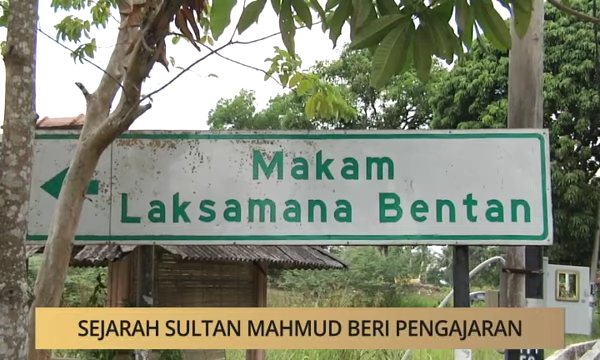 Makam
Laksamana Bentan
SEJARAH SULTAN MAHMUD BERI PENGAJARAN